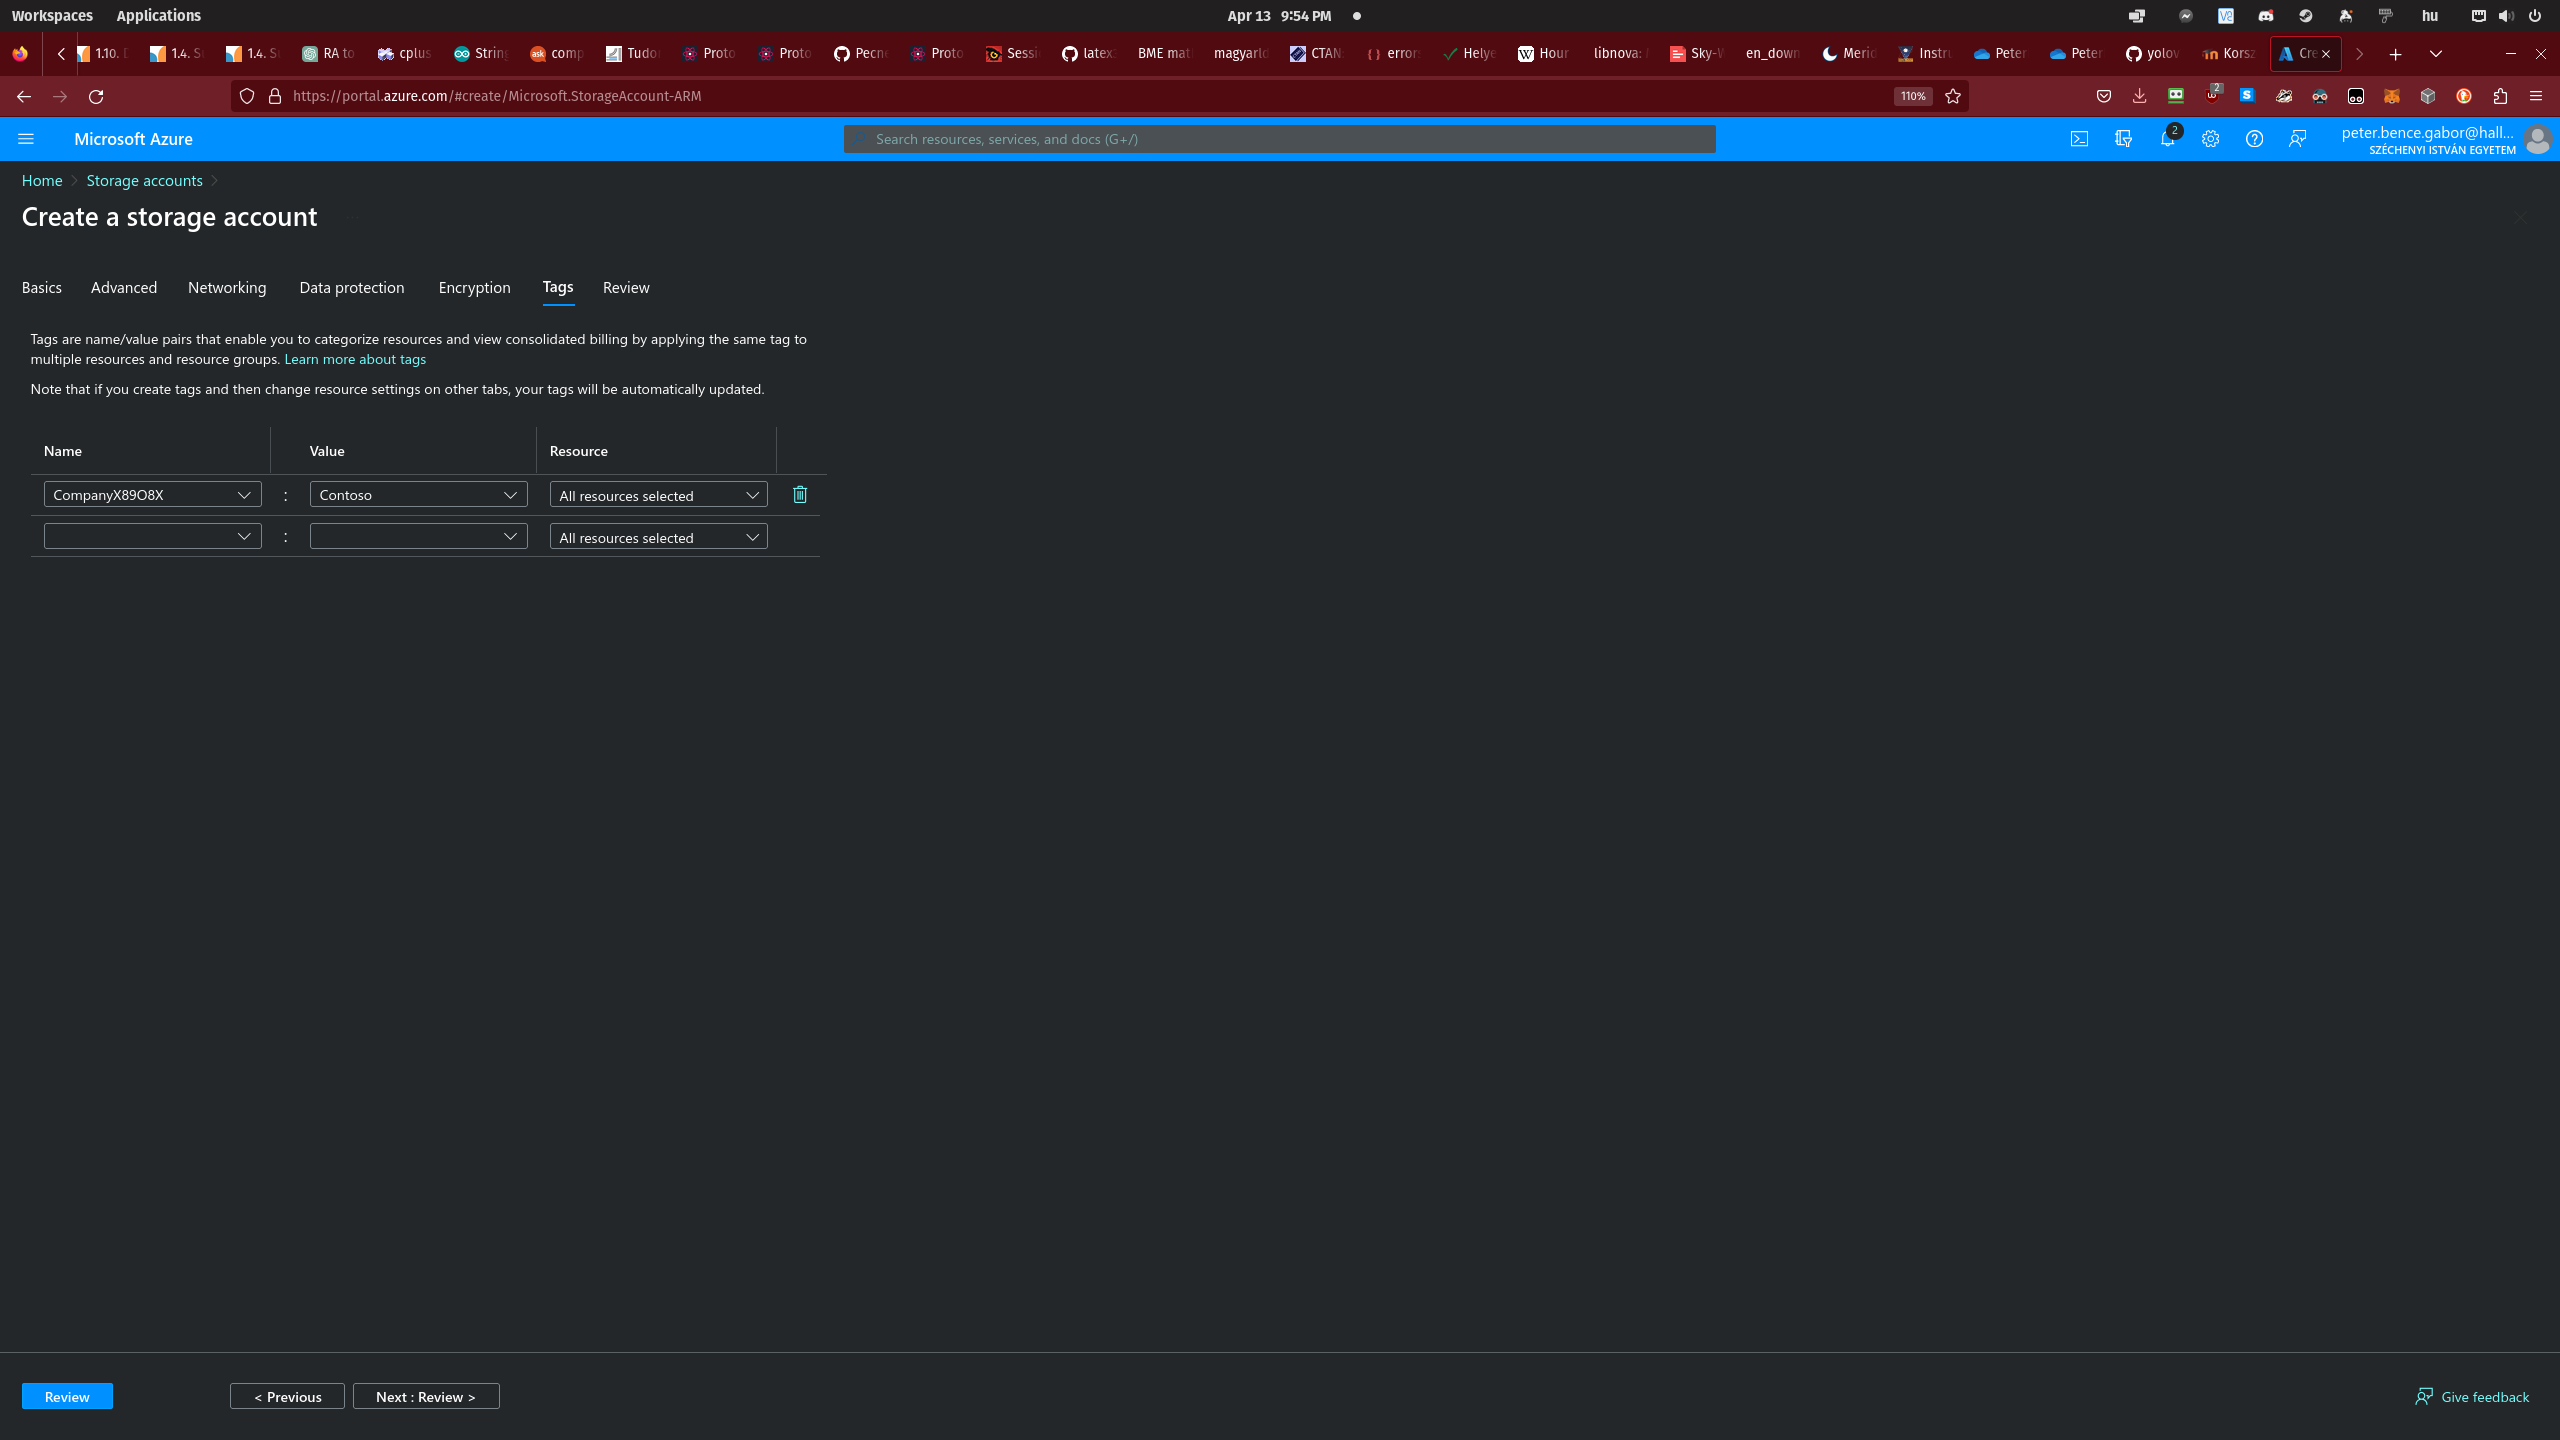 Workspaces Applications Apr 13 9:54 PM hu
1.10. 1.4. 1.4. RA to cplus String comp Tudo Proto Proto Pecne Proto Sessi latex BME mat magyarld CTAN: errors Helye Hour libnova: Sky-W en_down Merid Instru Peter Peter yolov Korsz Cre
https://portal.azure.com/#create/Microsoft.StorageAccount-ARM 110% 2
Microsoft Azure Search resources, services, and docs (G+/) 2 peter.bence.gabor@hall...
SZÉCHENYI ISTVÁN EGYETEM
Home Storage accounts
Create a storage account
Basics Advanced Networking Data protection Encryption Tags Review
Tags are name/value pairs that enable you to categorize resources and view consolidated billing by applying the same tag to
multiple resources and resource groups. Learn more about tags
Note that if you create tags and then change resource settings on other tabs, your tags will be automatically updated.
Name Value Resource
CompanyX89O8X : Contoso All resources selected
: All resources selected
Review < Previous Next : Review > Give feedback